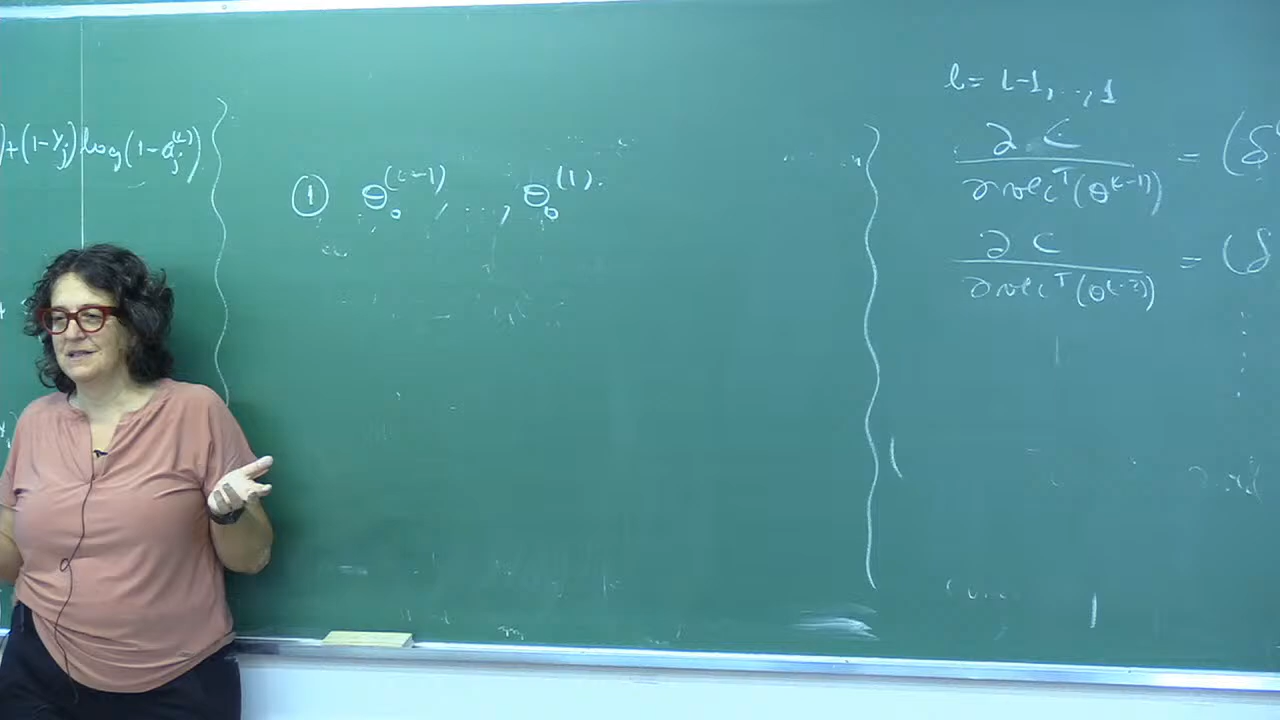 ) + (1 - y_j) log(1 - a_j^{(L)})
① Θ_0^{(L-1)}, ..., Θ_0^{(1)}.
l = L-1, ..., 1
∂C / ∂vec^T(Θ^{(L-1)}) = (δ
∂C / ∂vec^T(Θ^{(L-2)}) = (δ
⋮